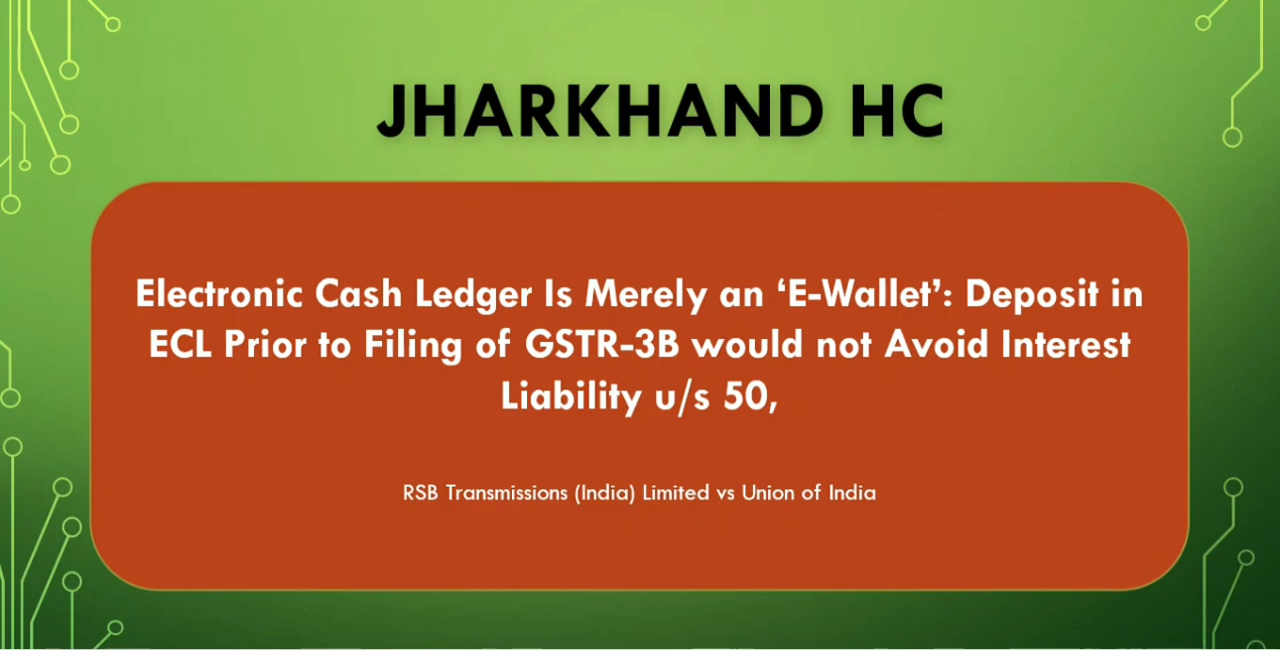 JHARKHAND HC
Electronic Cash Ledger Is Merely an ‘E-Wallet’: Deposit in
ECL Prior to Filing of GSTR-3B would not Avoid Interest
Liability u/s 50,
RSB Transmissions (India) Limited vs Union of India